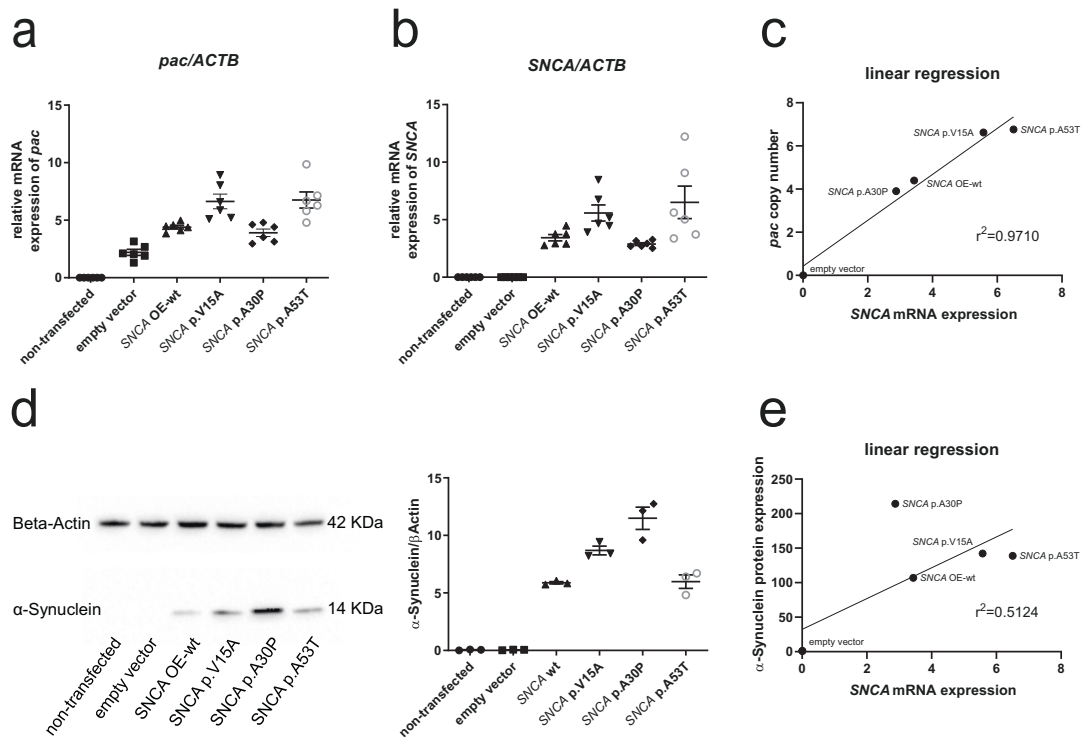 a
pac/ACTB
relative mRNA
expression of pac
15
10
5
0
non-transfected
empty vector
SNCA OE-wt
SNCA p.V15A
SNCA p.A30P
SNCA p.A53T
b
SNCA/ACTB
relative mRNA
expression of SNCA
15
10
5
0
non-transfected
empty vector
SNCA OE-wt
SNCA p.V15A
SNCA p.A30P
SNCA p.A53T
c
linear regression
pac copy number
8
6
4
2
0
SNCA p.V15A
SNCA p.A53T
SNCA p.A30P
SNCA OE-wt
r²=0.9710
empty vector
0 2 4 6 8
SNCA mRNA expression
d
Beta-Actin
42 KDa
α-Synuclein
14 KDa
non-transfected
empty vector
SNCA OE-wt
SNCA p.V15A
SNCA p.A30P
SNCA p.A53T
α-Synuclein/βActin
15
10
5
0
non-transfected
empty vector
SNCA wt
SNCA p.V15A
SNCA p.A30P
SNCA p.A53T
e
linear regression
α-Synuclein protein expression
250
200
150
100
50
0
SNCA p.A30P
SNCA p.V15A
SNCA p.A53T
SNCA OE-wt
r²=0.5124
empty vector
0 2 4 6 8
SNCA mRNA expression